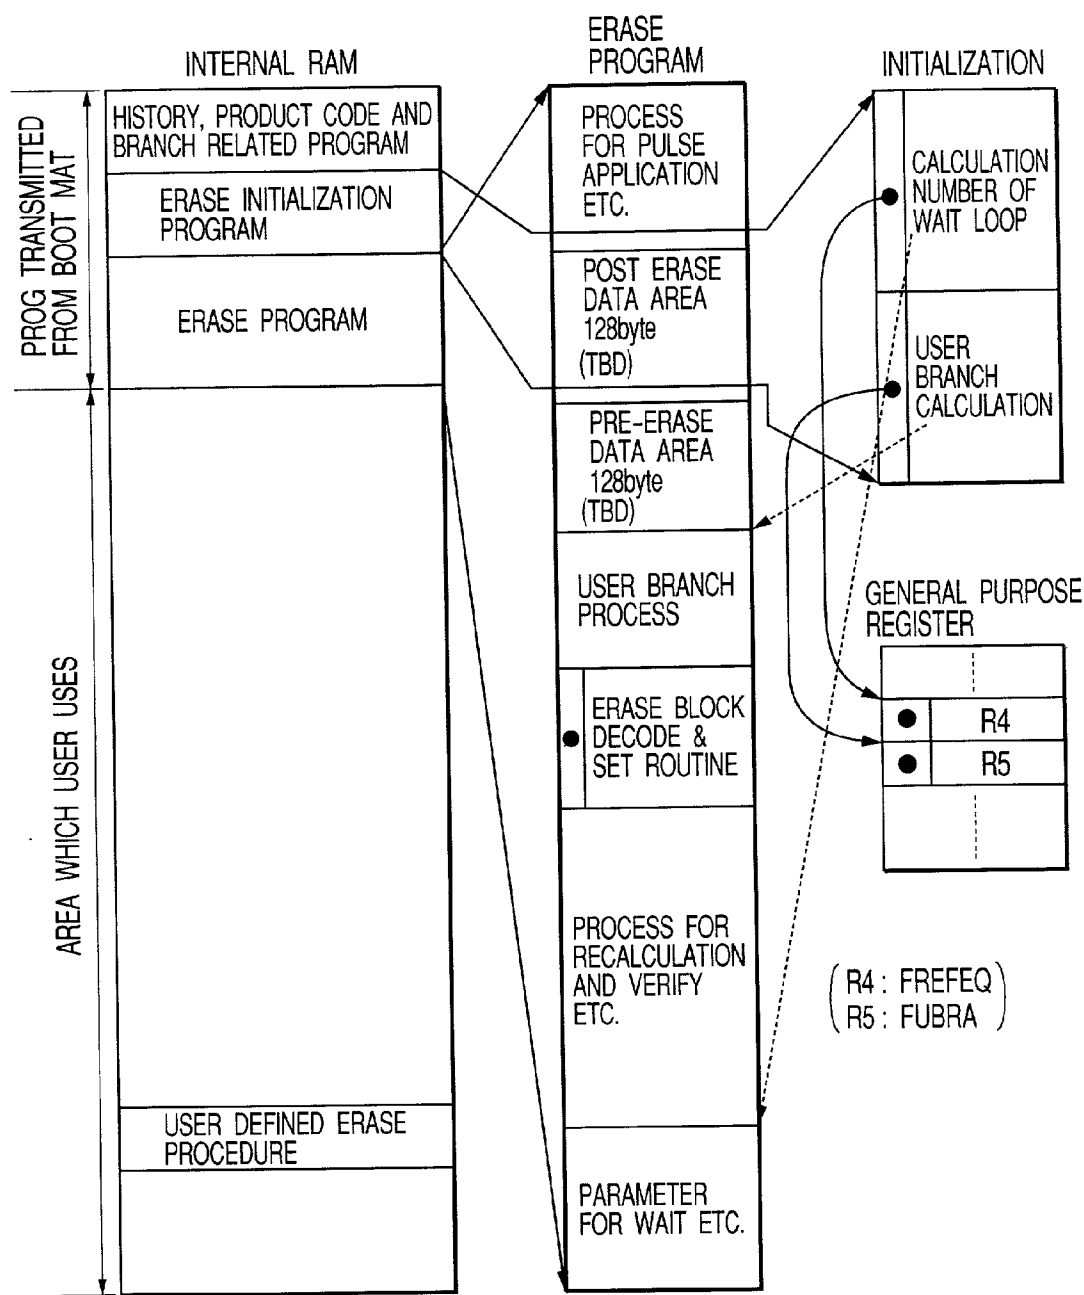 INTERNAL RAM
HISTORY, PRODUCT CODE AND
BRANCH RELATED PROGRAM
ERASE INITIALIZATION
PROGRAM
ERASE PROGRAM
USER DEFINED ERASE
PROCEDURE
PROG TRANSMITTED
FROM BOOT MAT
AREA WHICH USER USES
ERASE
PROGRAM
PROCESS
FOR PULSE
APPLICATION
ETC.
POST ERASE
DATA AREA
128byte
(TBD)
PRE-ERASE
DATA AREA
128byte
(TBD)
USER BRANCH
PROCESS
ERASE BLOCK
DECODE &
SET ROUTINE
PROCESS FOR
RECALCULATION
AND VERIFY
ETC.
PARAMETER
FOR WAIT ETC.
INITIALIZATION
CALCULATION
NUMBER OF
WAIT LOOP
USER
BRANCH
CALCULATION
GENERAL PURPOSE
REGISTER
R4
R5
(R4 : FREFEQ
R5 : FUBRA)